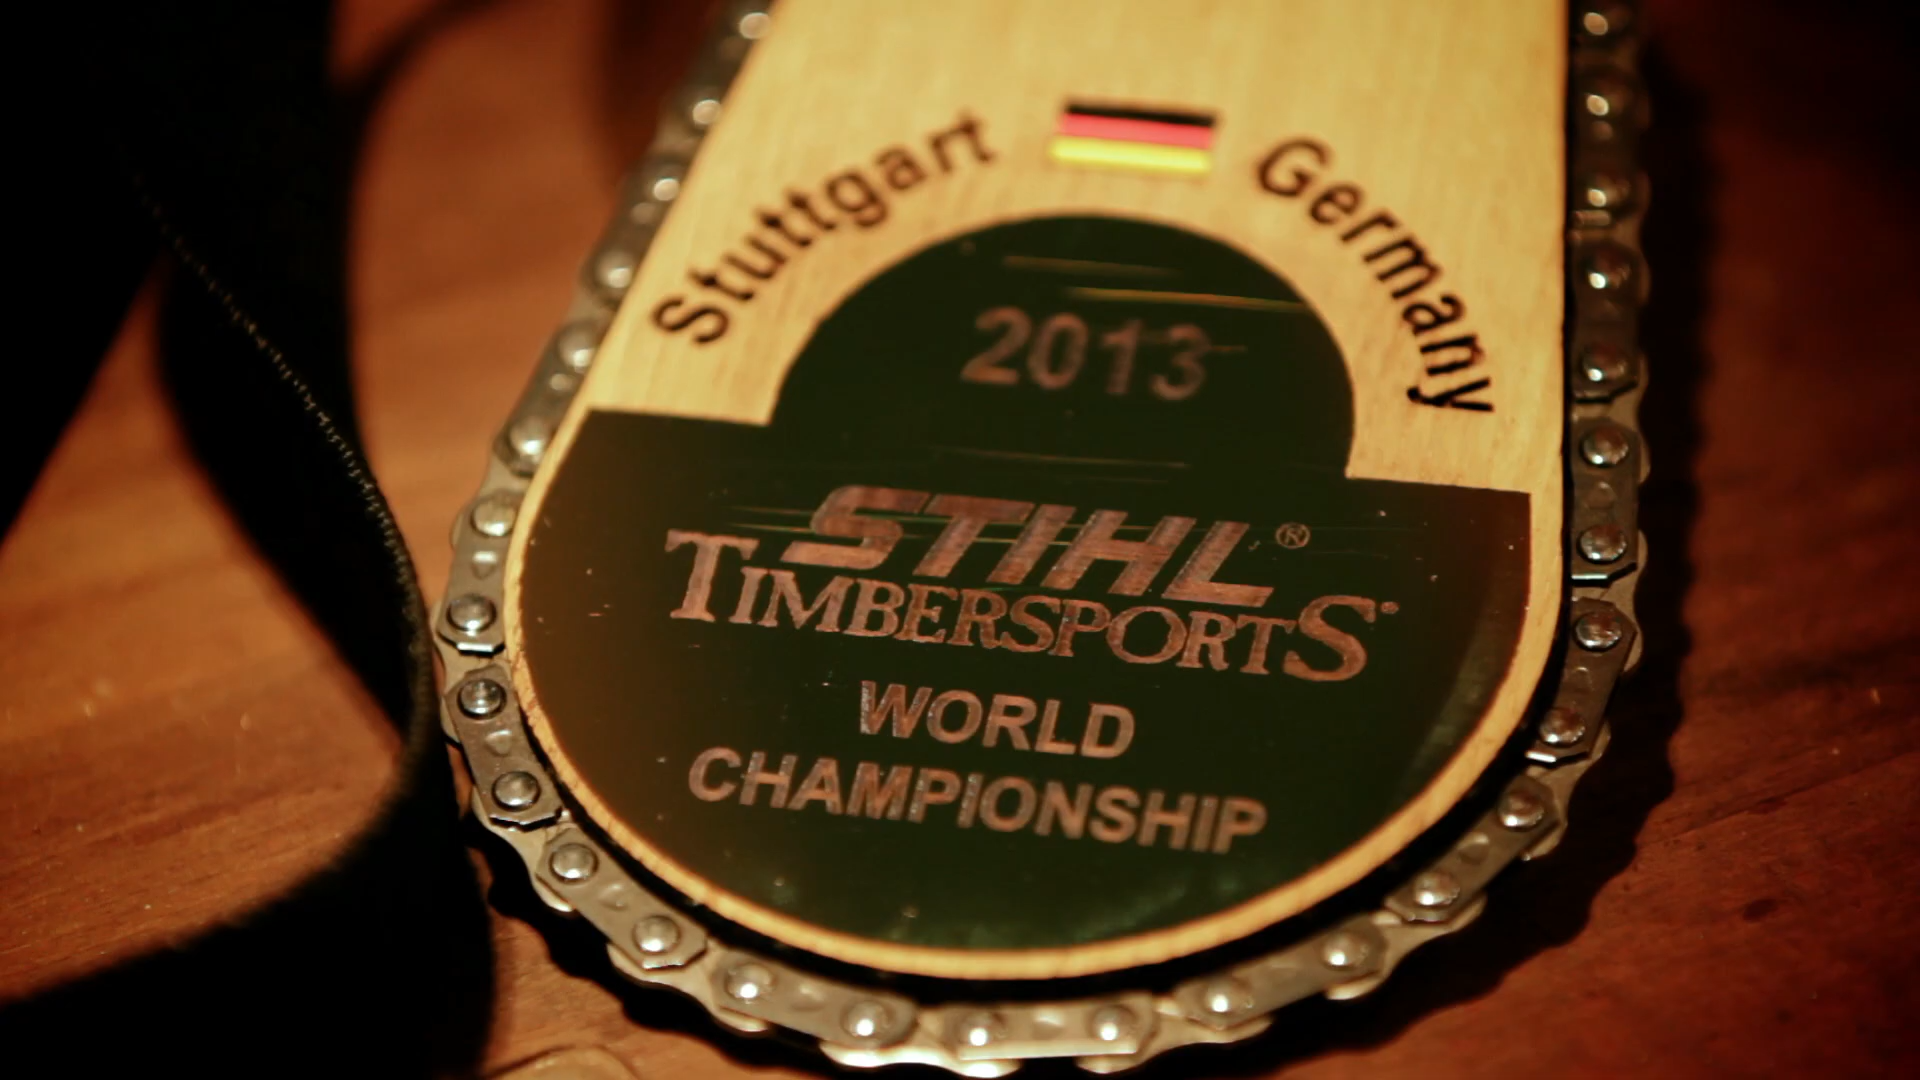 Stuttgart Germany
2013
STIHL®
TIMBERSPORTS®
WORLD
CHAMPIONSHIP